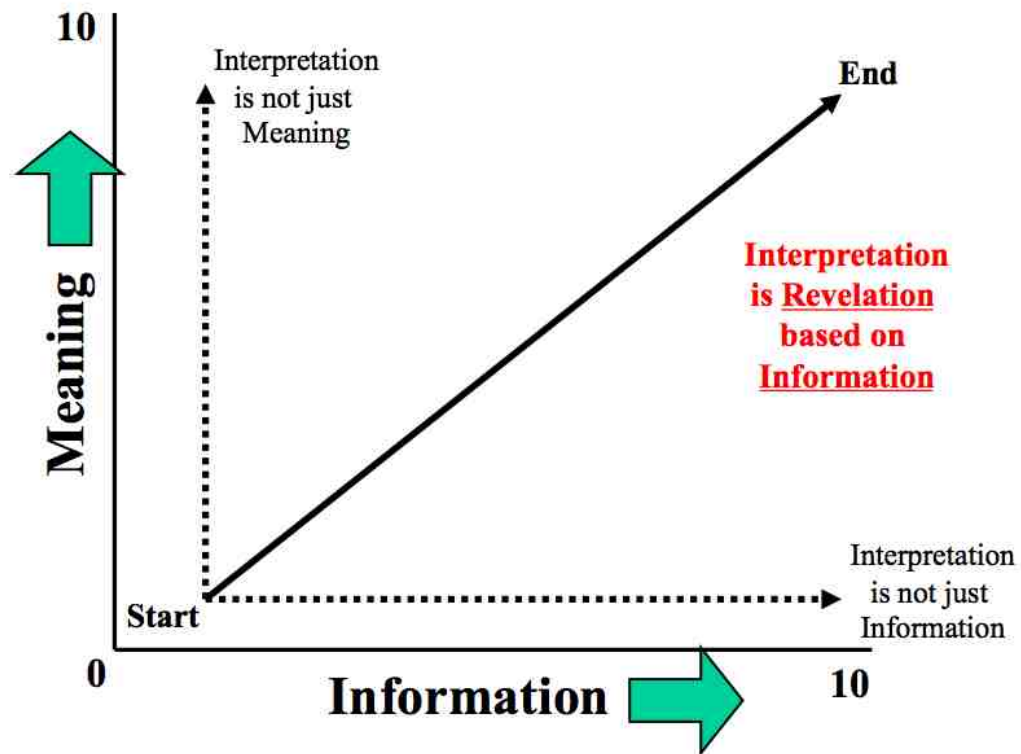 10
Interpretation
is not just
Meaning
End
Meaning
Interpretation
is Revelation
based on
Information
Start
Interpretation
is not just
Information
0
Information
10